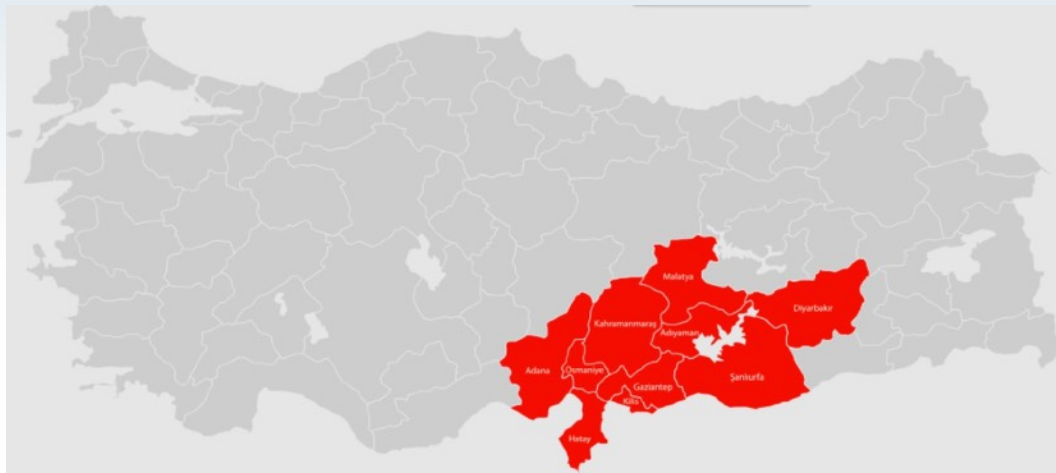 Malatya
Diyarbakır
Kahramanmaraş
Adıyaman
Adana
Osmaniye
Gaziantep
Şanlıurfa
Kilis
Hatay